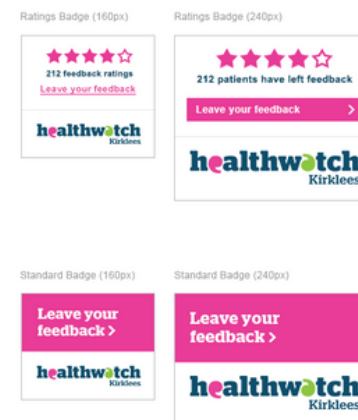 Ratings Badge (160px)
212 feedback ratings
Leave your feedback
healthwatch
Kirklees
Ratings Badge (240px)
212 patients have left feedback
Leave your feedback >
healthwatch
Kirklees
Standard Badge (160px)
Leave your
feedback >
healthwatch
Kirklees
Standard Badge (240px)
Leave your
feedback >
healthwatch
Kirklees